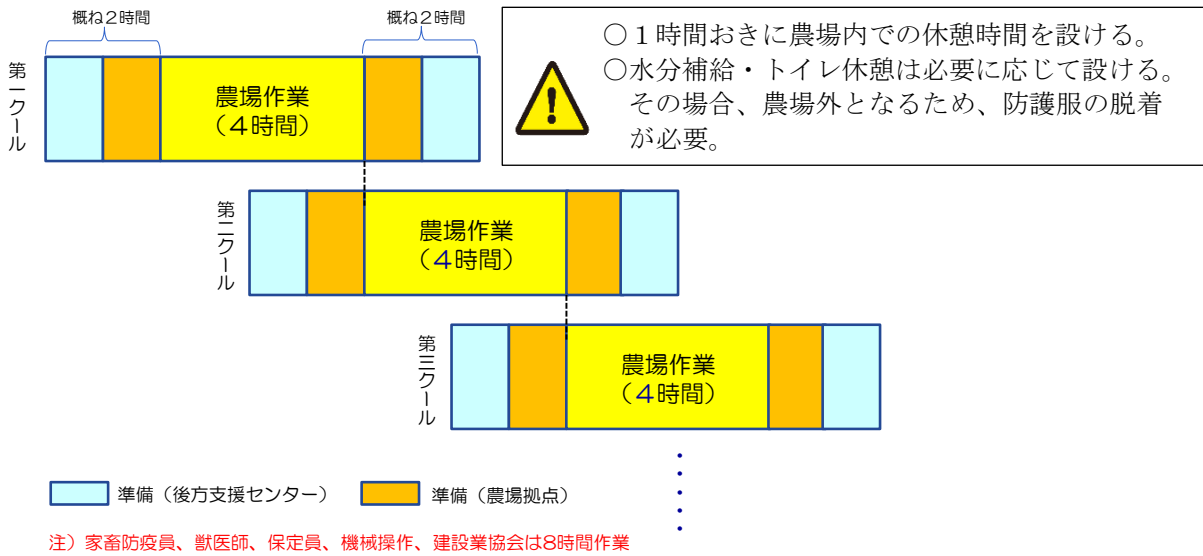 概ね２時間
概ね２時間
○１時間おきに農場内での休憩時間を設ける。
○水分補給・トイレ休憩は必要に応じて設ける。
その場合、農場外となるため、防護服の脱着
が必要。
第一クール
農場作業
（４時間）
第二クール
農場作業
（４時間）
第三クール
農場作業
（４時間）
準備（後方支援センター）
準備（農場拠点）
注）家畜防疫員、獣医師、保定員、機械操作、建設業協会は8時間作業